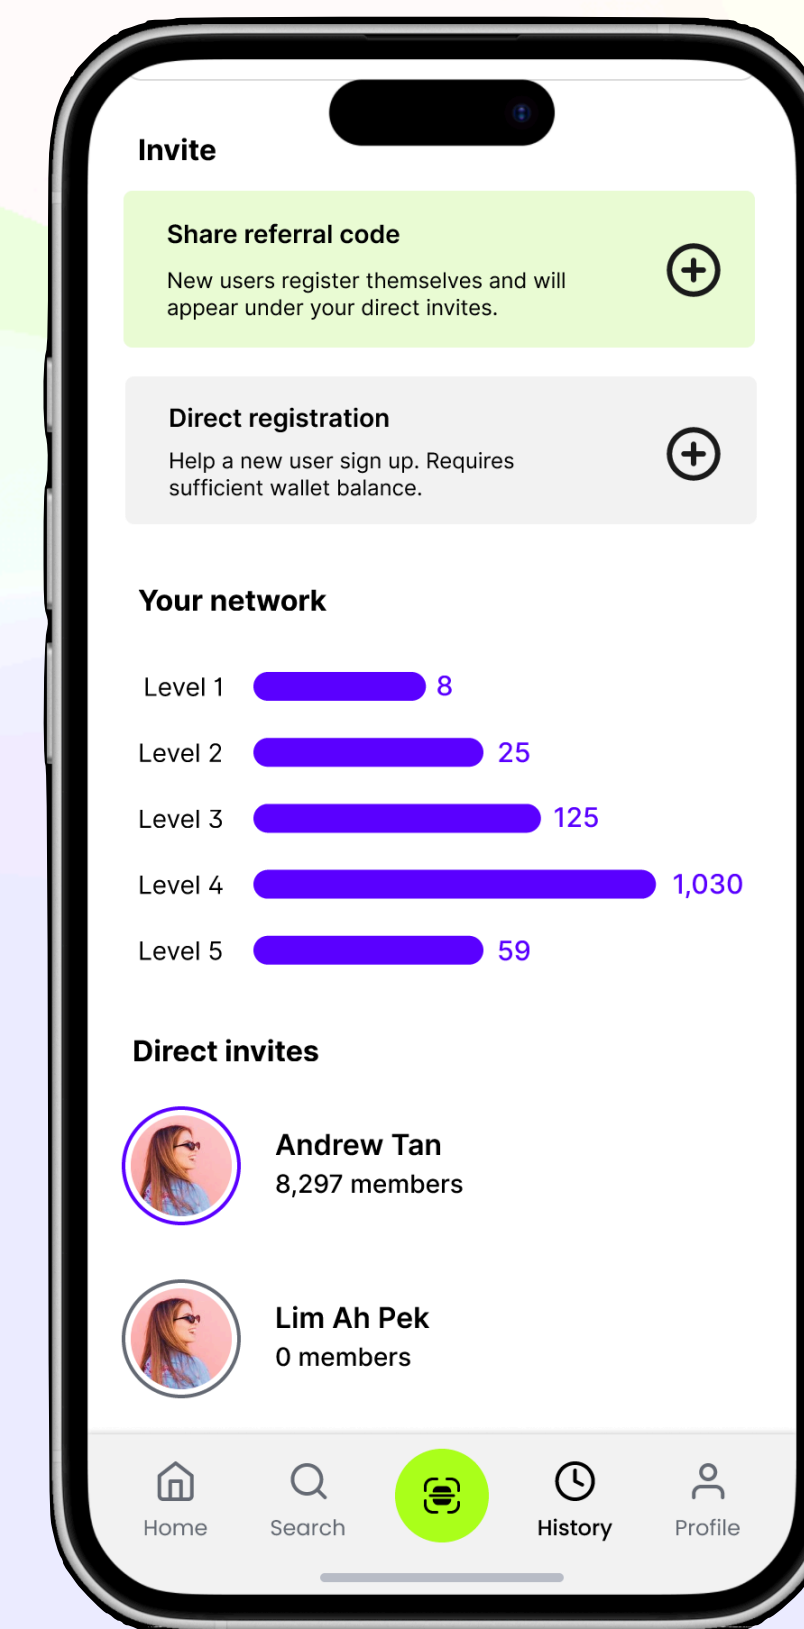 Invite
Share referral code
New users register themselves and will
appear under your direct invites.
Direct registration
Help a new user sign up. Requires
sufficient wallet balance.
Your network
Level 1 8
Level 2 25
Level 3 125
Level 4 1,030
Level 5 59
Direct invites
Andrew Tan
8,297 members
Lim Ah Pek
0 members
Home Search History Profile